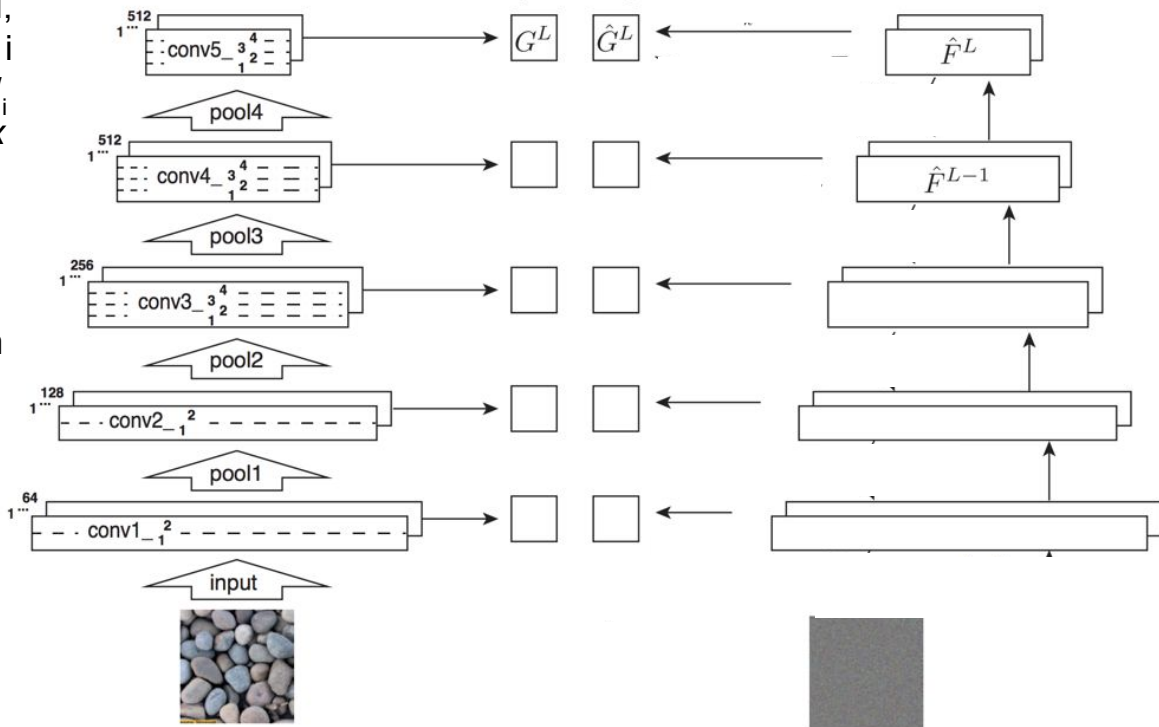 512
1...
conv5_ 1 2 3 4
G^L
Ĝ^L
F̂^L
pool4
512
1...
conv4_ 1 2 3 4
F̂^{L-1}
pool3
256
1...
conv3_ 1 2 3 4
pool2
128
1...
conv2_ 1 2
pool1
64
1...
conv1_ 1 2
input